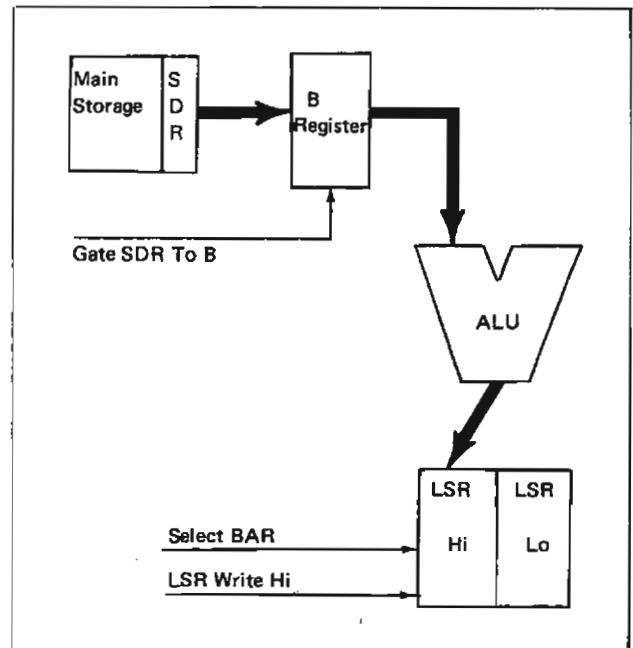 Main
Storage
S
D
R
B
Register
Gate SDR To B
ALU
LSR
Hi
LSR
Lo
Select BAR
LSR Write Hi